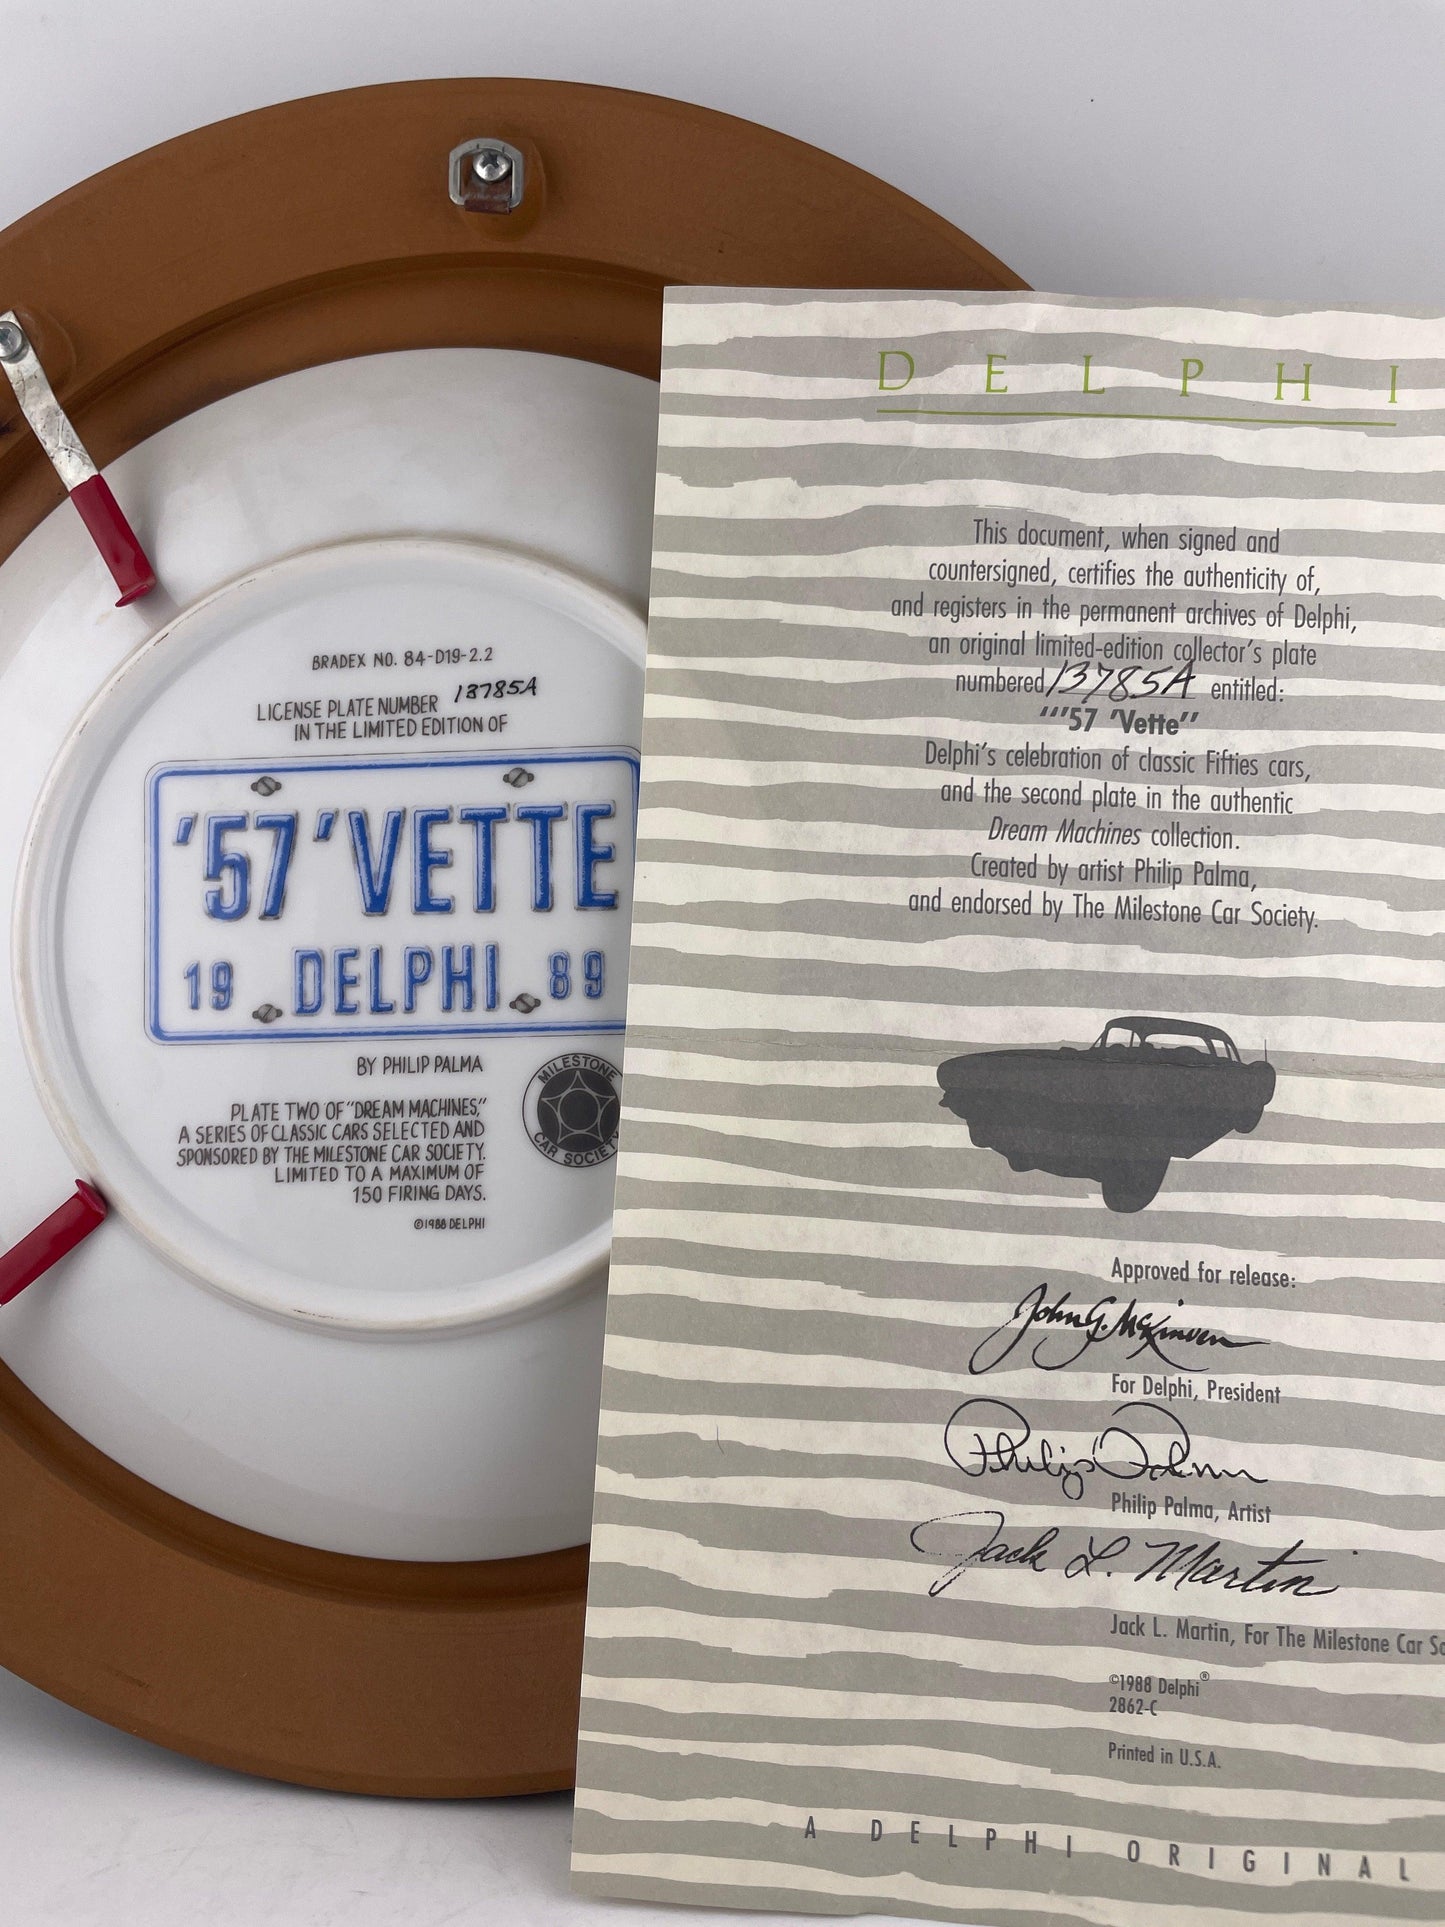 BRADEX NO. 84-D19-2.2
LICENSE PLATE NUMBER 13785A
IN THE LIMITED EDITION OF
'57 'VETTE
19 DELPHI 89
BY PHILIP PALMA
MILESTONE
CAR SOCIETY
PLATE TWO OF "DREAM MACHINES,"
A SERIES OF CLASSIC CARS SELECTED AND
SPONSORED BY THE MILESTONE CAR SOCIETY.
LIMITED TO A MAXIMUM OF
150 FIRING DAYS.
©1988 DELPHI
DELPHI
This document, when signed and
countersigned, certifies the authenticity of,
and registers in the permanent archives of Delphi,
an original limited-edition collector's plate
numbered 13785A entitled:
"'57 'Vette"
Delphi's celebration of classic Fifties cars,
and the second plate in the authentic
Dream Machines collection.
Created by artist Philip Palma,
and endorsed by The Milestone Car Society.
Approved for release:
John G. McKinven
For Delphi, President
Philip Palma
Philip Palma, Artist
Jack L. Martin
Jack L. Martin, For The Milestone Car So
©1988 Delphi®
2862-C
Printed in U.S.A.
A DELPHI ORIGINAL